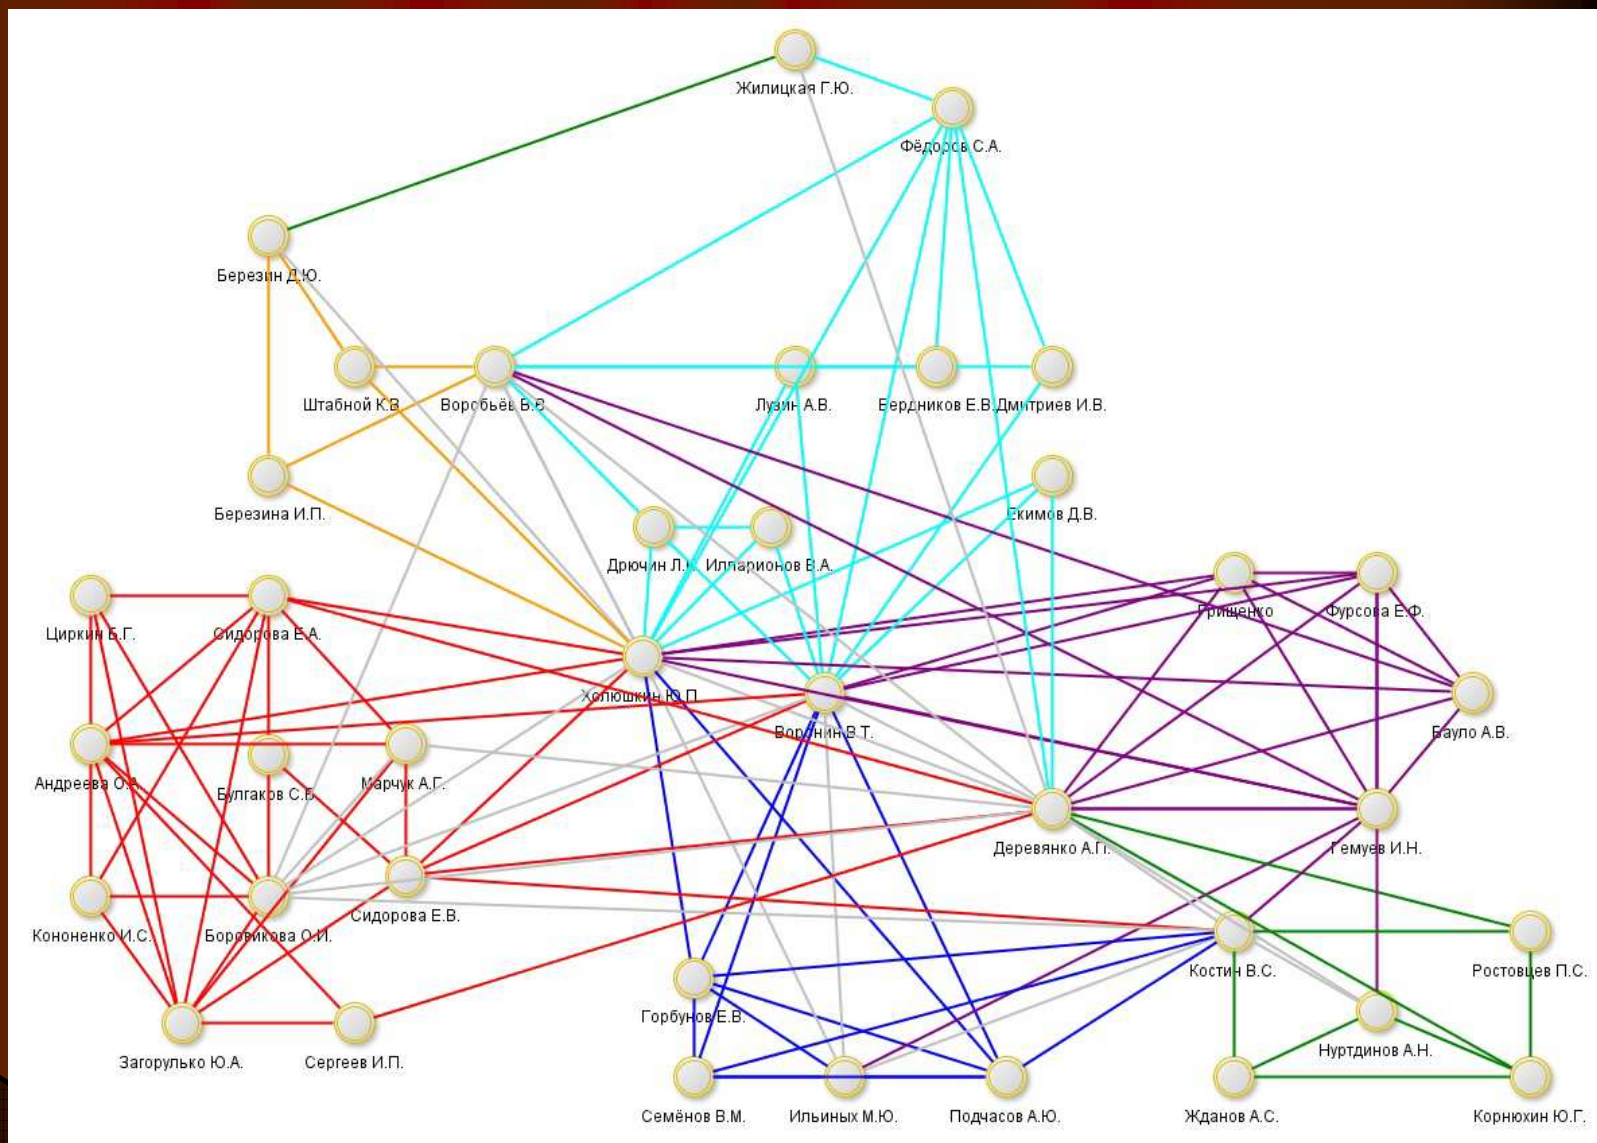 Жилицкая Г.Ю.
Фёдоров С.А.
Березин Д.Ю.
Штабной К.В.
Воробьёв В.В.
Лузин А.В.
Бердников Е.В.
Дмитриев И.В.
Березина И.П.
Екимов Д.В.
Дрючин Л.
Илларионов В.А.
Грищенко
Фурсова Е.Ф.
Циркин Б.Г.
Сидорова Е.А.
Холюшкин Ю.П.
Воронин В.Т.
Бауло А.В.
Андреева О.А.
Булгаков С.В.
Марчук А.Г.
Деревянко А.П.
Гемуев И.Н.
Кононенко И.С.
Боровикова О.И.
Сидорова Е.В.
Костин В.С.
Ростовцев П.С.
Горбунов Е.В.
Загорулько Ю.А.
Сергеев И.П.
Нуртдинов А.Н.
Семёнов В.М.
Ильиных М.Ю.
Подчасов А.Ю.
Жданов А.С.
Корнюхин Ю.Г.